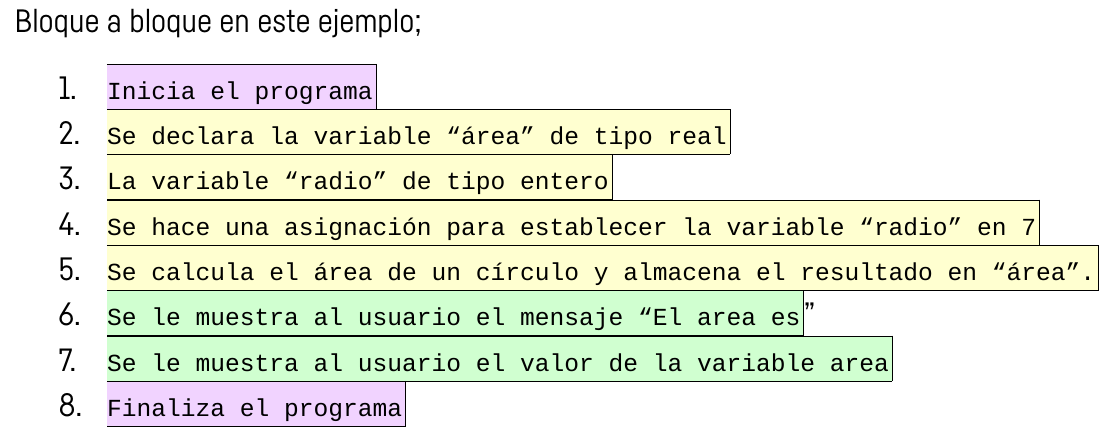 Bloque a bloque en este ejemplo;
1. Inicia el programa
2. Se declara la variable “área” de tipo real
3. La variable “radio” de tipo entero
4. Se hace una asignación para establecer la variable “radio” en 7
5. Se calcula el área de un círculo y almacena el resultado en “área”.
6. Se le muestra al usuario el mensaje “El area es”
7. Se le muestra al usuario el valor de la variable area
8. Finaliza el programa